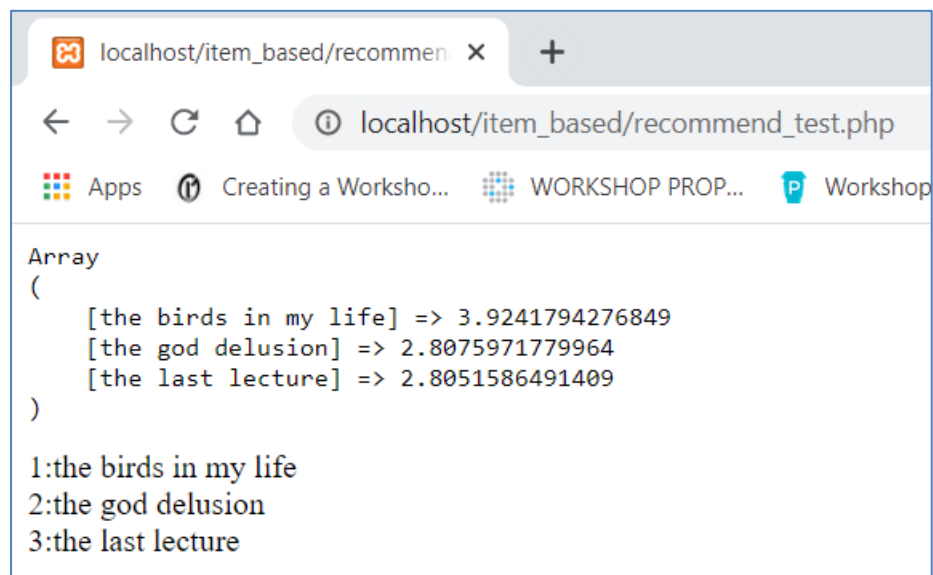 localhost/item_based/recommen
localhost/item_based/recommend_test.php
Apps Creating a Worksho... WORKSHOP PROP... Workshop
Array
(
[the birds in my life] => 3.9241794276849
[the god delusion] => 2.8075971779964
[the last lecture] => 2.8051586491409
)
1:the birds in my life
2:the god delusion
3:the last lecture